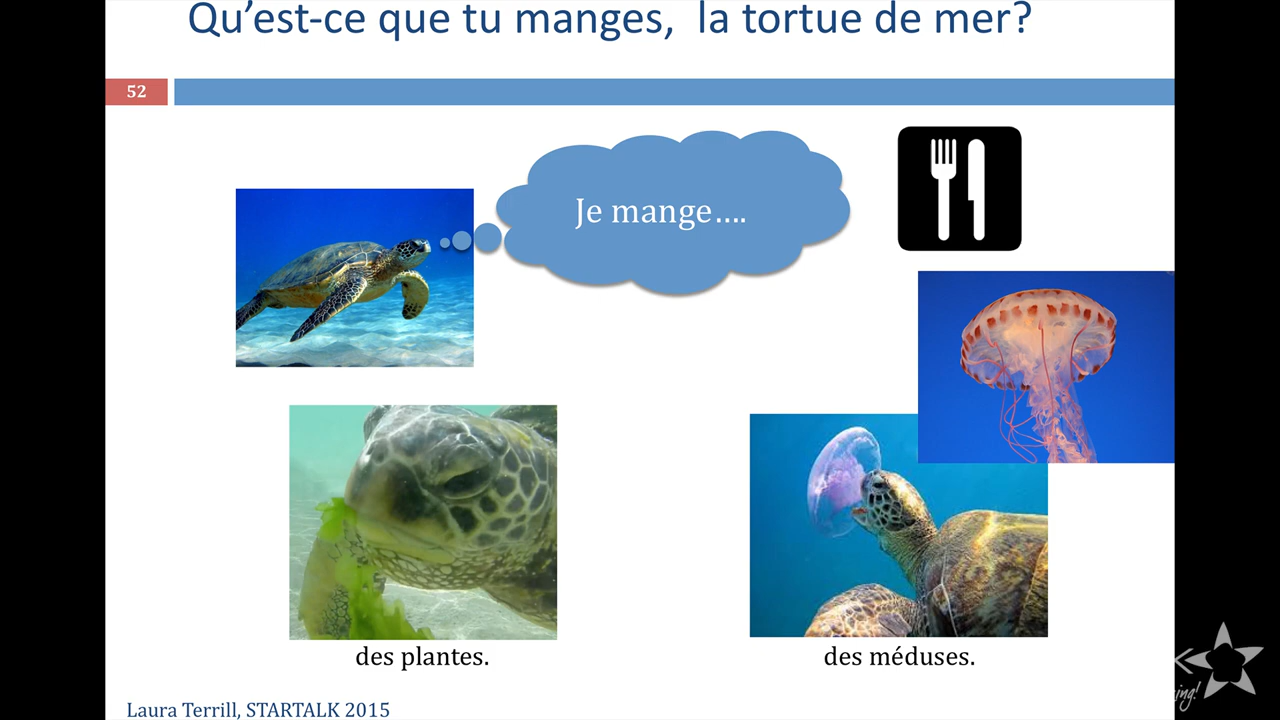 Qu’est-ce que tu manges,  la tortue de mer?
52
Je mange….
des plantes.
des méduses.
Laura Terrill, STARTALK 2015